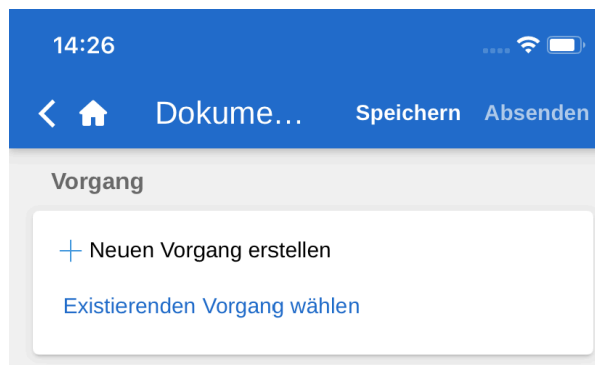 14:26
Dokume... Speichern Absenden
Vorgang
Neuen Vorgang erstellen
Existierenden Vorgang wählen